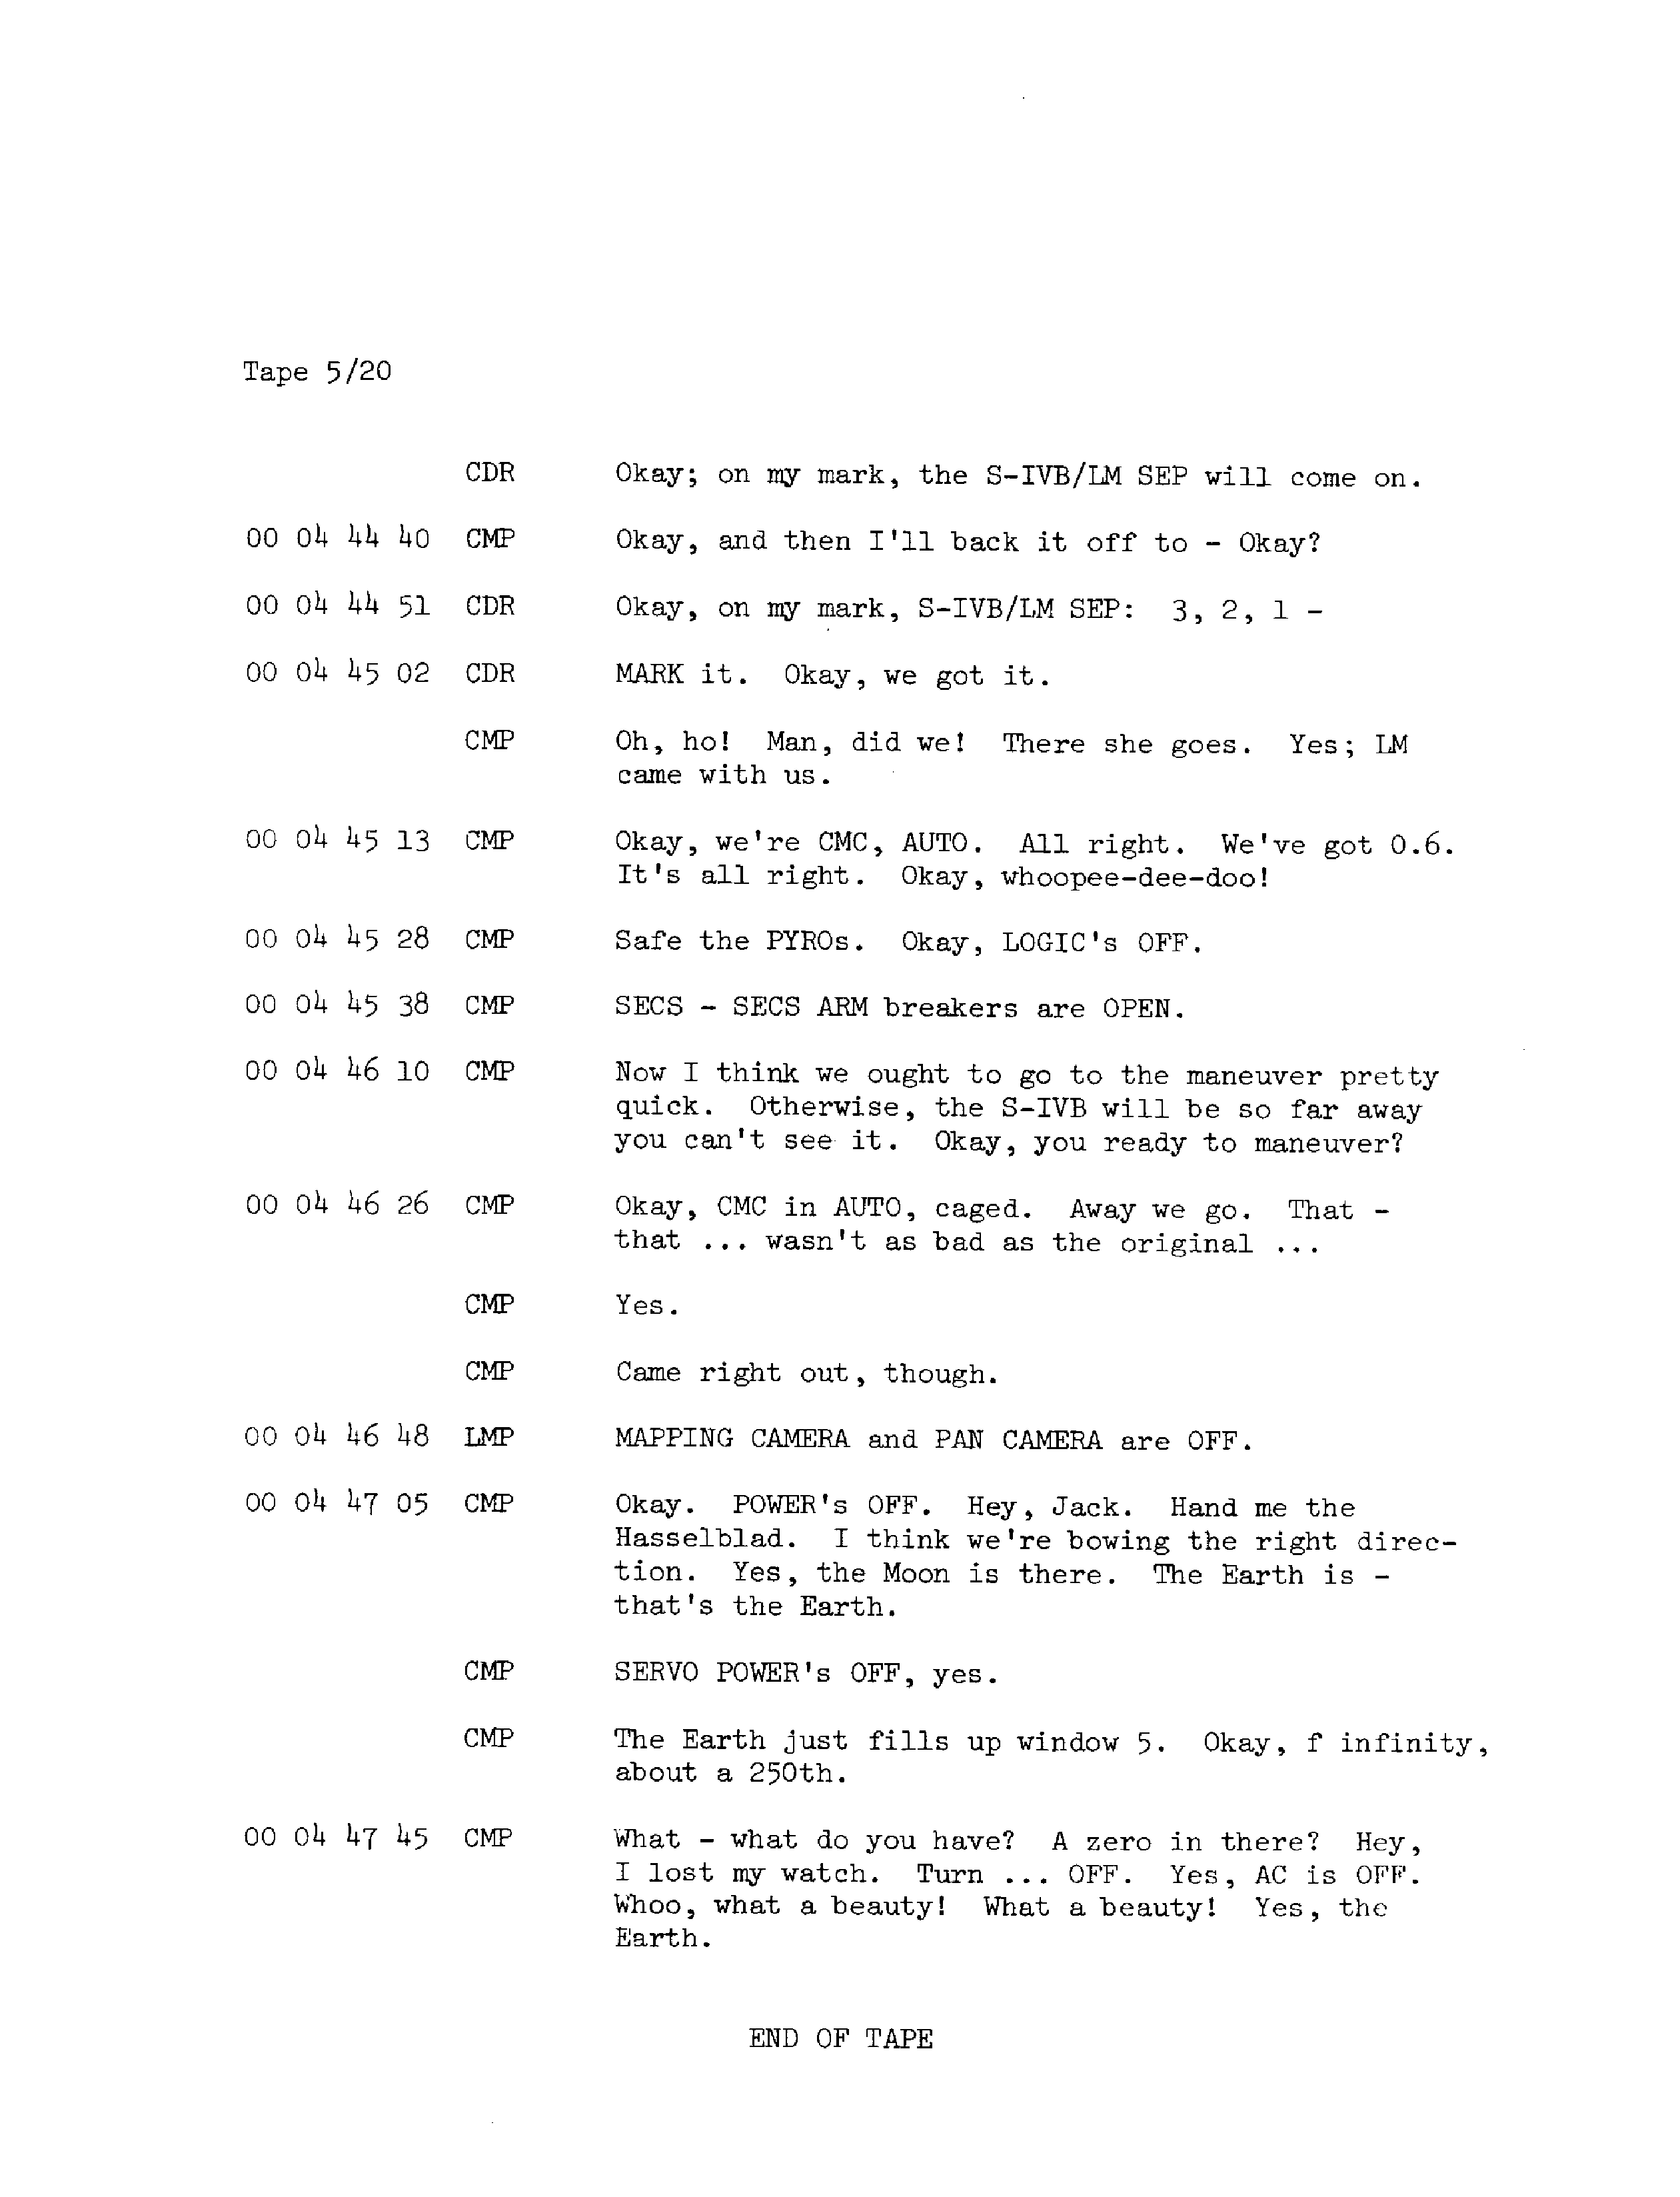 Tape 5/20
CDR Okay; on my mark, the S-IVB/LM SEP will come on.
00 04 44 40 CMP Okay, and then I'll back it off to - Okay?
00 04 44 51 CDR Okay, on my mark, S-IVB/LM SEP: 3, 2, 1 -
00 04 45 02 CDR MARK it. Okay, we got it.
CMP Oh, ho! Man, did we! There she goes. Yes; LM
came with us.
00 04 45 13 CMP Okay, we're CMC, AUTO. All right. We've got 0.6.
It's all right. Okay, whoopee-dee-doo!
00 04 45 28 CMP Safe the PYROs. Okay, LOGIC's OFF.
00 04 45 38 CMP SECS - SECS ARM breakers are OPEN.
00 04 46 10 CMP Now I think we ought to go to the maneuver pretty
quick. Otherwise, the S-IVB will be so far away
you can't see it. Okay, you ready to maneuver?
00 04 46 26 CMP Okay, CMC in AUTO, caged. Away we go. That -
that ... wasn't as bad as the original ...
CMP Yes.
CMP Came right out, though.
00 04 46 48 LMP MAPPING CAMERA and PAN CAMERA are OFF.
00 04 47 05 CMP Okay. POWER's OFF. Hey, Jack. Hand me the
Hasselblad. I think we're bowing the right direc-
tion. Yes, the Moon is there. The Earth is -
that's the Earth.
CMP SERVO POWER's OFF, yes.
CMP The Earth just fills up window 5. Okay, f infinity,
about a 250th.
00 04 47 45 CMP What - what do you have? A zero in there? Hey,
I lost my watch. Turn ... OFF. Yes, AC is OFF.
Whoo, what a beauty! What a beauty! Yes, the
Earth.
END OF TAPE